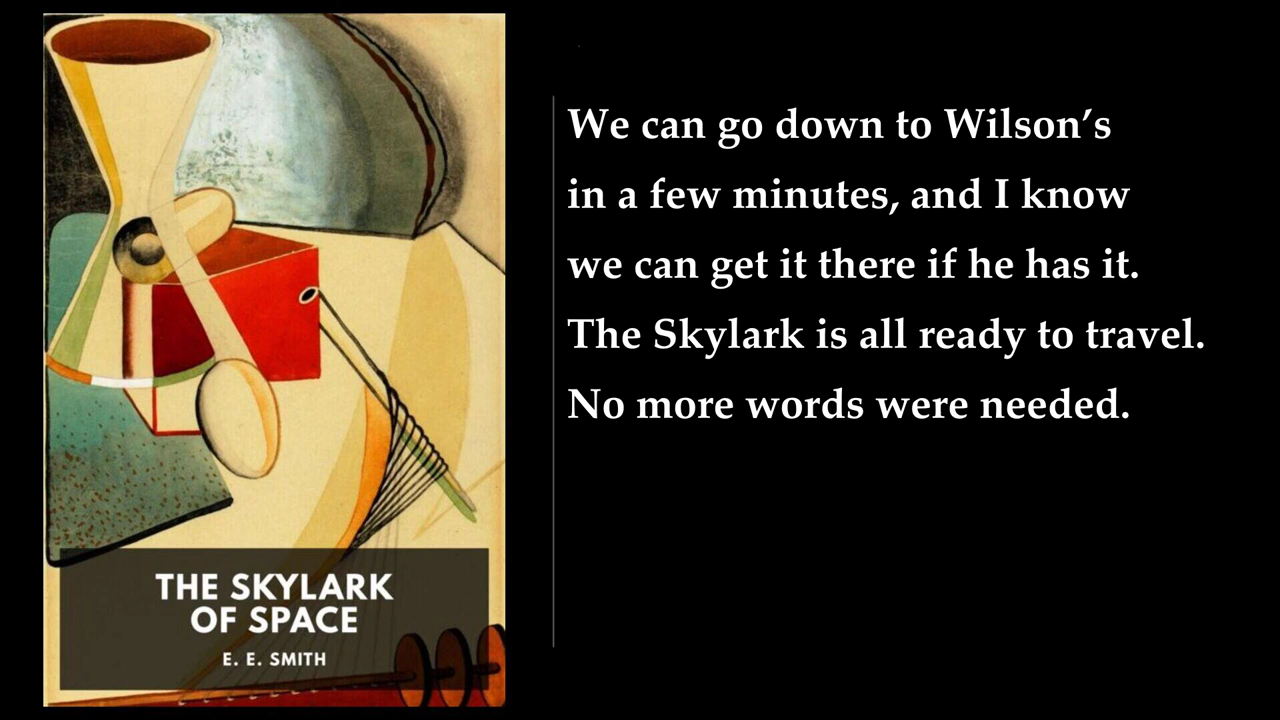 THE SKYLARK
OF SPACE
E. E. SMITH
We can go down to Wilson’s
in a few minutes, and I know
we can get it there if he has it.
The Skylark is all ready to travel.
No more words were needed.